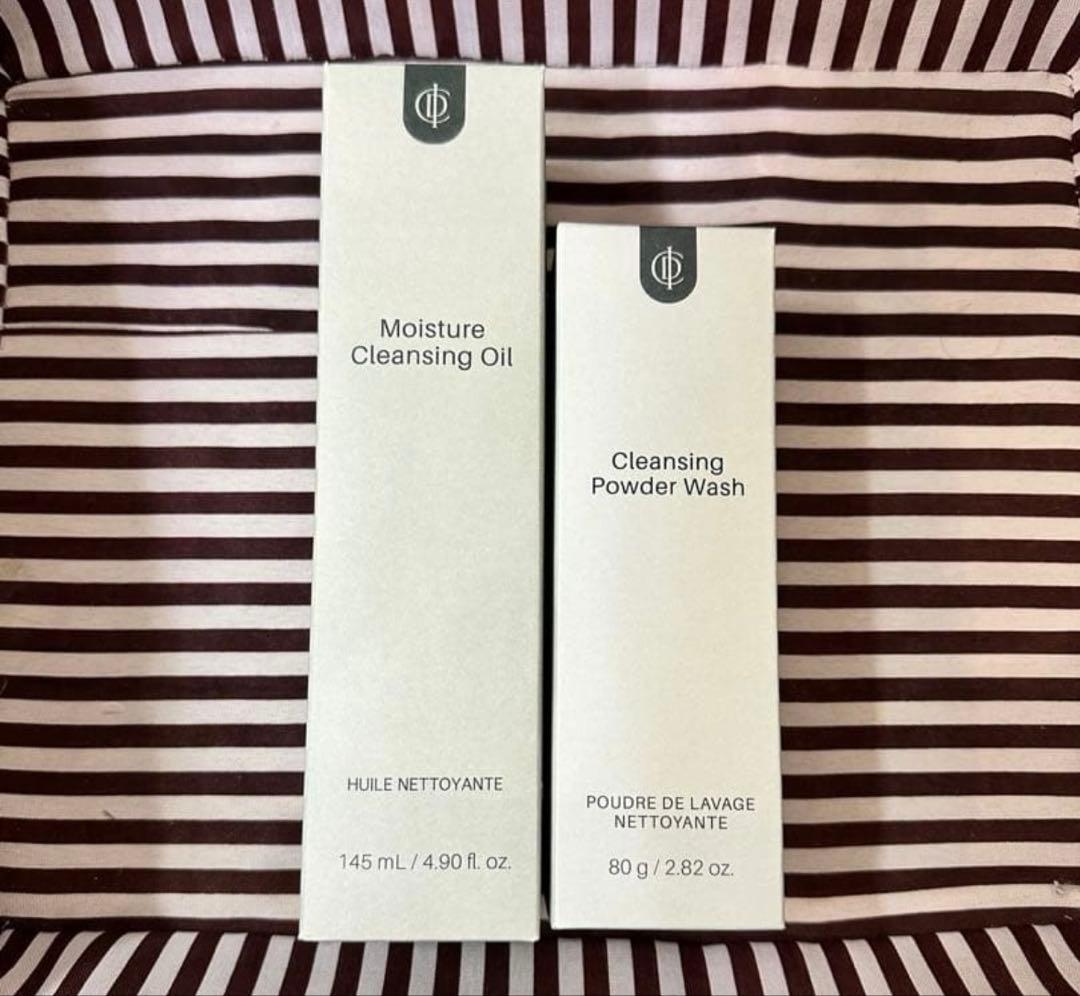 Moisture
Cleansing Oil
HUILE NETTOYANTE
145 mL / 4.90 fl. oz.
Cleansing
Powder Wash
POUDRE DE LAVAGE
NETTOYANTE
80 g / 2.82 oz.